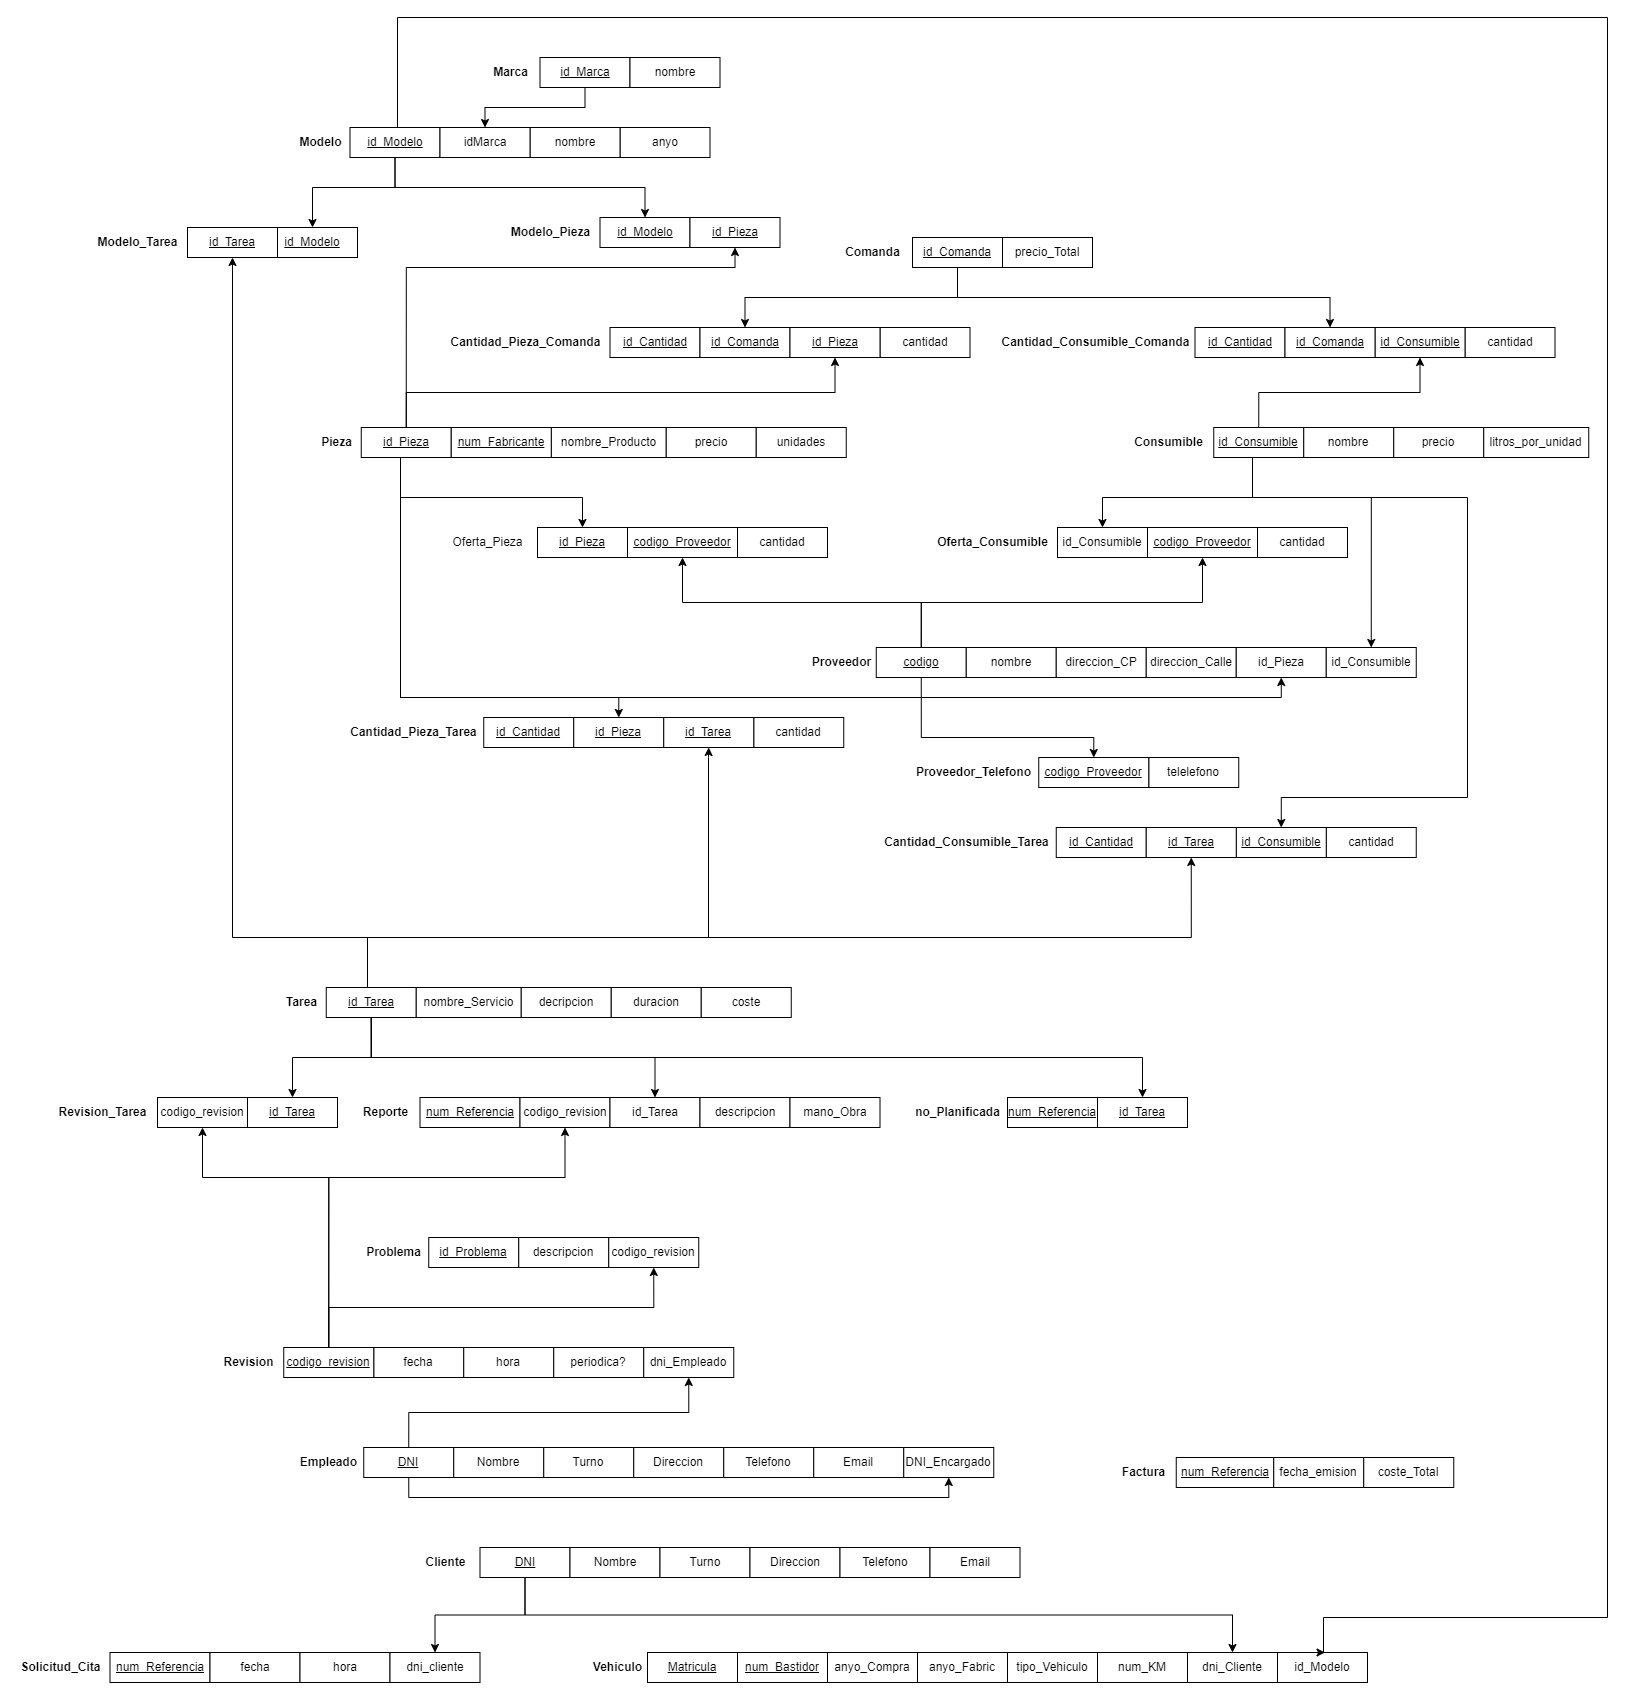 Marca id_Marca nombre
Modelo id_Modelo idMarca nombre anyo
Modelo_Pieza id_Modelo id_Pieza
Modelo_Tarea id_Tarea id_Modelo
Comanda id_Comanda precio_Total
Cantidad_Pieza_Comanda id_Cantidad id_Comanda id_Pieza cantidad
Cantidad_Consumible_Comanda id_Cantidad id_Comanda id_Consumible cantidad
Pieza id_Pieza num_Fabricante nombre_Producto precio unidades
Consumible id_Consumible nombre precio litros_por_unidad
Oferta_Pieza id_Pieza codigo_Proveedor cantidad
Oferta_Consumible id_Consumible codigo_Proveedor cantidad
Proveedor codigo nombre direccion_CP direccion_Calle id_Pieza id_Consumible
Cantidad_Pieza_Tarea id_Cantidad id_Pieza id_Tarea cantidad
Proveedor_Telefono codigo_Proveedor telelefono
Cantidad_Consumible_Tarea id_Cantidad id_Tarea id_Consumible cantidad
Tarea id_Tarea nombre_Servicio decripcion duracion coste
Revision_Tarea codigo_revision id_Tarea
Reporte num_Referencia codigo_revision id_Tarea descripcion mano_Obra
no_Planificada num_Referencia id_Tarea
Problema id_Problema descripcion codigo_revision
Revision codigo_revision fecha hora periodica? dni_Empleado
Empleado DNI Nombre Turno Direccion Telefono Email DNI_Encargado
Factura num_Referencia fecha_emision coste_Total
Cliente DNI Nombre Turno Direccion Telefono Email
Solicitud_Cita num_Referencia fecha hora dni_cliente
Vehiculo Matricula num_Bastidor anyo_Compra anyo_Fabric tipo_Vehiculo num_KM dni_Cliente id_Modelo